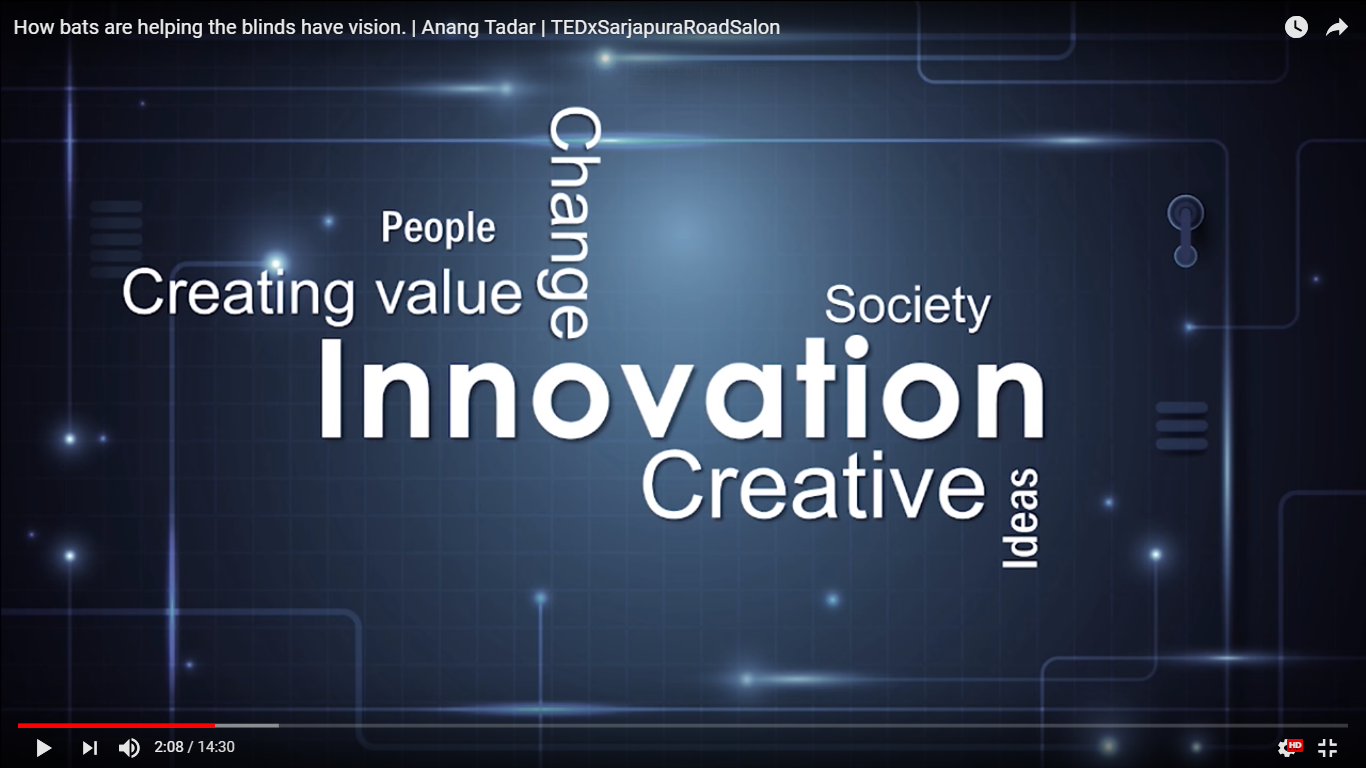 How bats are helping the blinds have vision. | Anang Tadar | TEDxSarjapuraRoadSalon
Change
People
Creating value
Society
Innovation
Creative
Ideas
2:08 / 14:30
HD